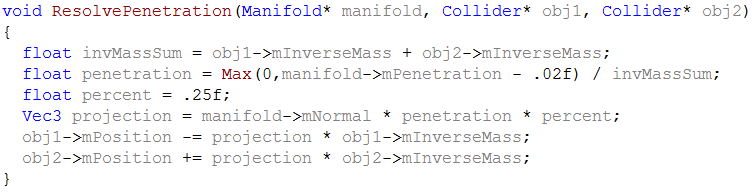 void ResolvePenetration(Manifold* manifold, Collider* obj1, Collider* obj2)
{
  float invMassSum = obj1->mInverseMass + obj2->mInverseMass;
  float penetration = Max(0,manifold->mPenetration - .02f) / invMassSum;
  float percent = .25f;
  Vec3 projection = manifold->mNormal * penetration * percent;
  obj1->mPosition -= projection * obj1->mInverseMass;
  obj2->mPosition += projection * obj2->mInverseMass;
}